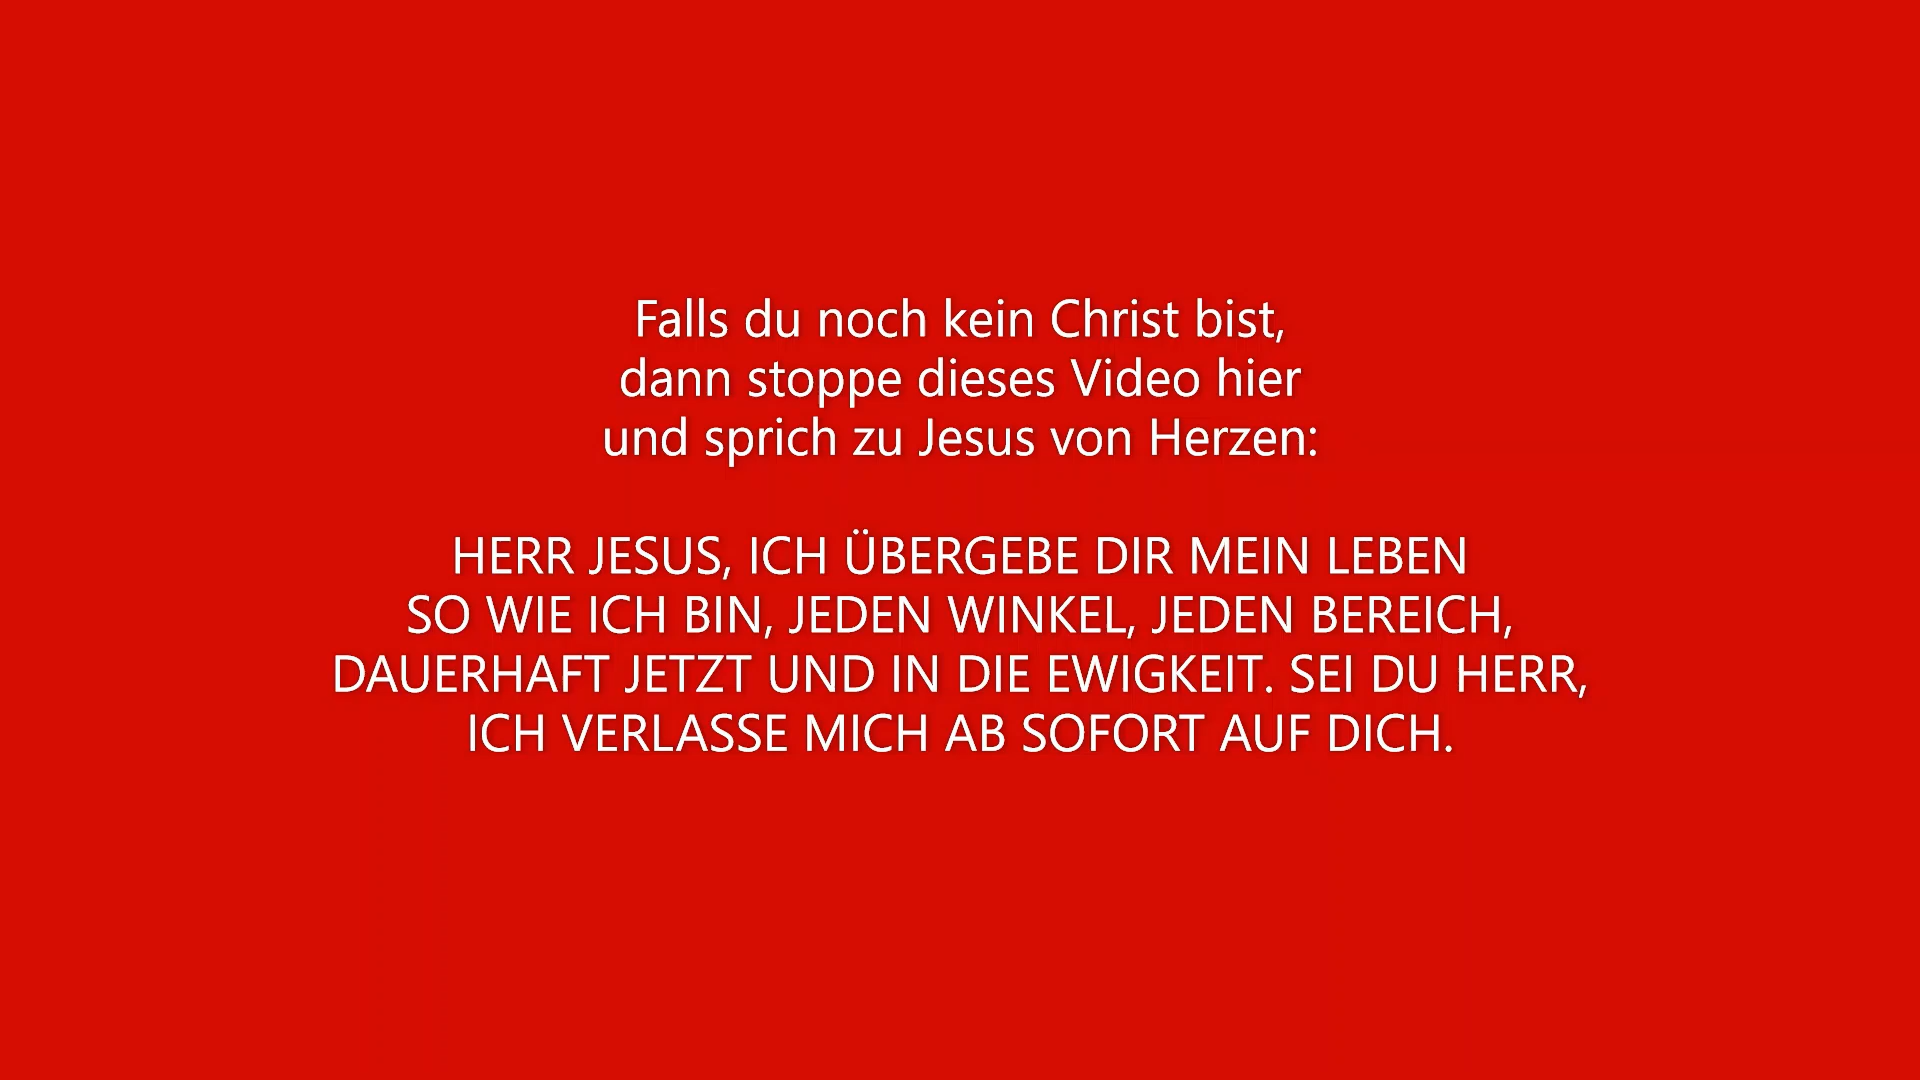 Falls du noch kein Christ bist,
dann stoppe dieses Video hier
und sprich zu Jesus von Herzen:
HERR JESUS, ICH ÜBERGEBE DIR MEIN LEBEN
SO WIE ICH BIN, JEDEN WINKEL, JEDEN BEREICH,
DAUERHAFT JETZT UND IN DIE EWIGKEIT. SEI DU HERR,
ICH VERLASSE MICH AB SOFORT AUF DICH.